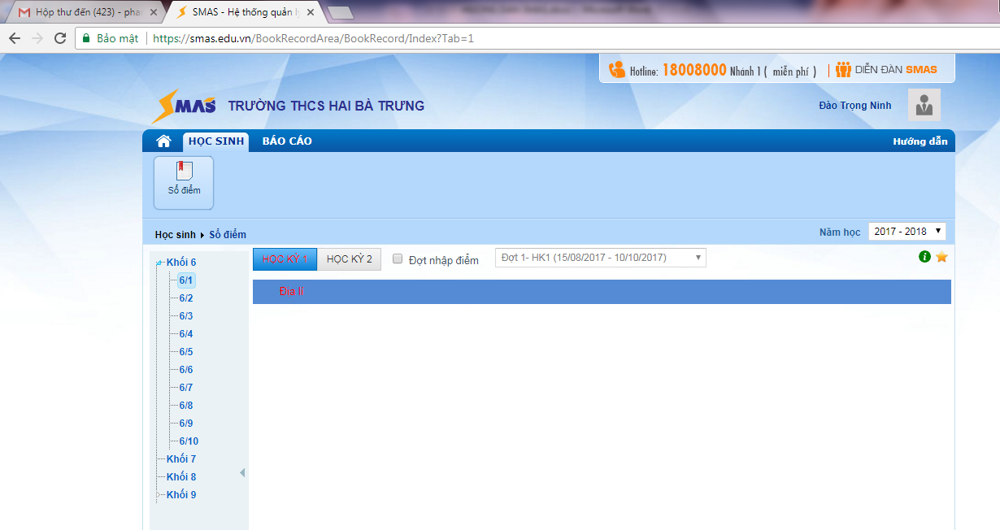 Hộp thư đến (423) - pha
SMAS - Hệ thống quản
Bảo mật
https://smas.edu.vn/BookRecordArea/BookRecord/Index?Tab=1
Hotline: 18008000 Nhánh 1 ( miễn phí )
DIỄN ĐÀN SMAS
SMAS
TRƯỜNG THCS HAI BÀ TRƯNG
Đào Trọng Ninh
HỌC SINH
BÁO CÁO
Hướng dẫn
Sổ điểm
Học sinh
Sổ điểm
Năm học
2017 - 2018
Khối 6
6/1
6/2
6/3
6/4
6/5
6/6
6/7
6/8
6/9
6/10
Khối 7
Khối 8
Khối 9
HỌC KỲ 1
HỌC KỲ 2
Đợt nhập điểm
Đợt 1- HK1 (15/08/2017 - 10/10/2017)
Địa lí